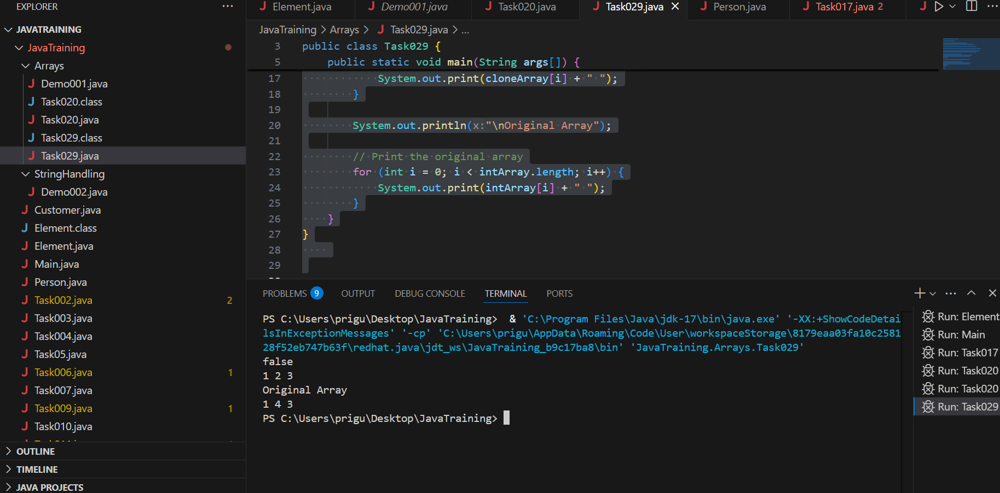 EXPLORER
JAVATRAINING
JavaTraining
Arrays
Demo001.java
Task020.class
Task020.java
Task029.class
Task029.java
StringHandling
Demo002.java
Customer.java
Element.class
Element.java
Main.java
Person.java
Task002.java 2
Task003.java
Task004.java
Task05.java
Task006.java 1
Task007.java
Task009.java 1
Task010.java
OUTLINE
TIMELINE
JAVA PROJECTS
Element.java Demo001.java Task020.java Task029.java Person.java Task017.java 2
JavaTraining > Arrays > Task029.java > ...
3 public class Task029 {
5 public static void main(String args[]) {
17 System.out.print(cloneArray[i] + " ");
18 }
19
20 System.out.println(x:"\nOriginal Array");
21
22 // Print the original array
23 for (int i = 0; i < intArray.length; i++) {
24 System.out.print(intArray[i] + " ");
25 }
26 }
27 }
28
29
PROBLEMS 9 OUTPUT DEBUG CONSOLE TERMINAL PORTS
PS C:\Users\prigu\Desktop\JavaTraining> & 'C:\Program Files\Java\jdk-17\bin\java.exe' '-XX:+ShowCodeDetai
lsInExceptionMessages' '-cp' 'C:\Users\prigu\AppData\Roaming\Code\User\workspaceStorage\8179eaa03fa10c2581
28f52eb747b63f\redhat.java\jdt_ws\JavaTraining_b9c17ba8\bin' 'JavaTraining.Arrays.Task029'
false
1 2 3
Original Array
1 4 3
PS C:\Users\prigu\Desktop\JavaTraining>
Run: Element
Run: Main
Run: Task017
Run: Task020
Run: Task020
Run: Task029